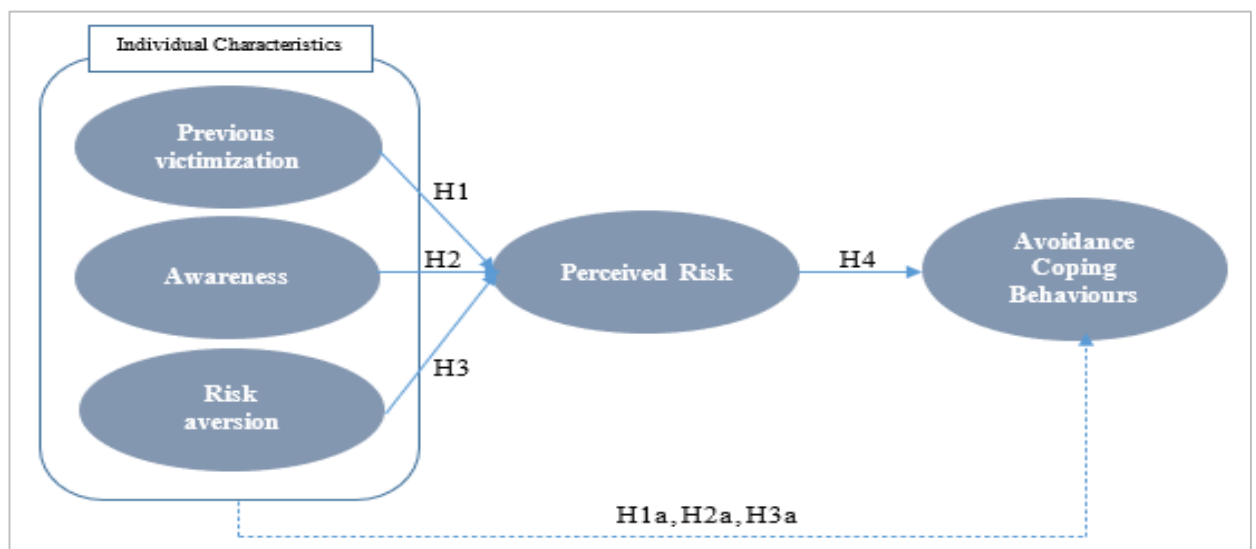 Individual Characteristics
Previous
victimization
H1
Awareness
H2
Risk
aversion
H3
Perceived Risk
H4
Avoidance
Coping
Behaviours
H1a, H2a, H3a